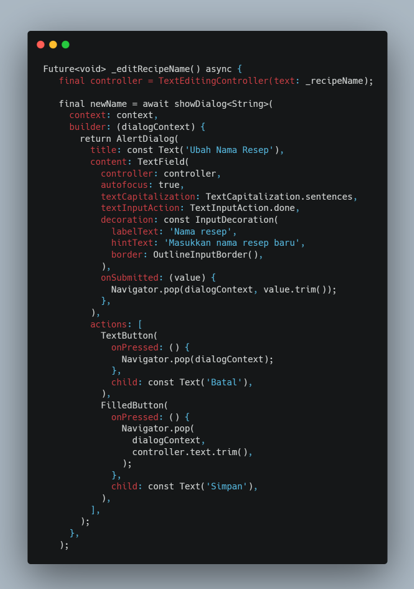 Future<void> _editRecipeName() async {
   final controller = TextEditingController(text: _recipeName);

   final newName = await showDialog<String>(
     context: context,
     builder: (dialogContext) {
       return AlertDialog(
         title: const Text('Ubah Nama Resep'),
         content: TextField(
           controller: controller,
           autofocus: true,
           textCapitalization: TextCapitalization.sentences,
           textInputAction: TextInputAction.done,
           decoration: const InputDecoration(
             labelText: 'Nama resep',
             hintText: 'Masukkan nama resep baru',
             border: OutlineInputBorder(),
           ),
           onSubmitted: (value) {
             Navigator.pop(dialogContext, value.trim());
           },
         ),
         actions: [
           TextButton(
             onPressed: () {
               Navigator.pop(dialogContext);
             },
             child: const Text('Batal'),
           ),
           FilledButton(
             onPressed: () {
               Navigator.pop(
                 dialogContext,
                 controller.text.trim(),
               );
             },
             child: const Text('Simpan'),
           ),
         ],
       );
     },
   );